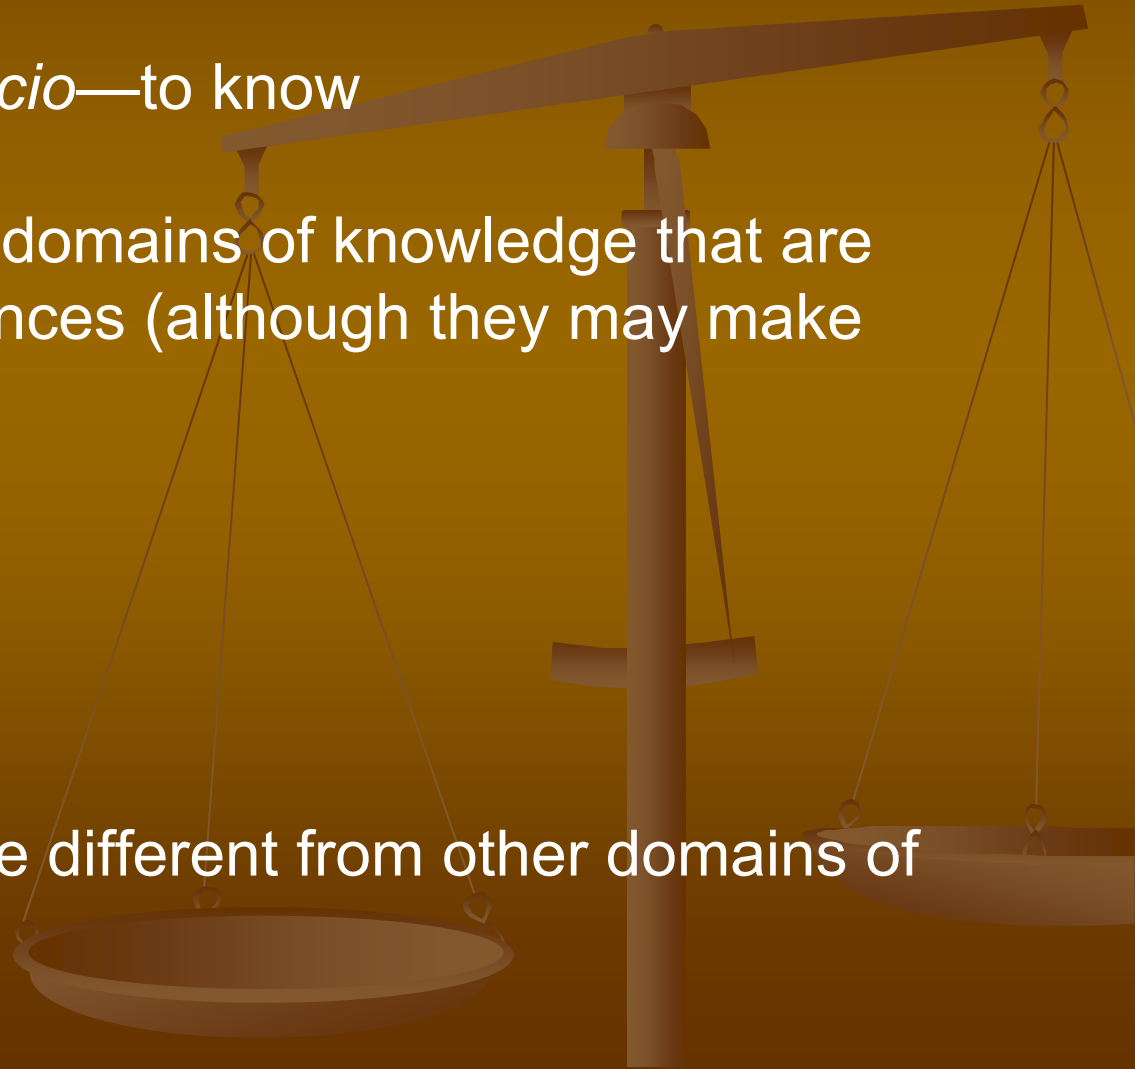 cio—to know
domains of knowledge that are
nces (although they may make
e different from other domains of